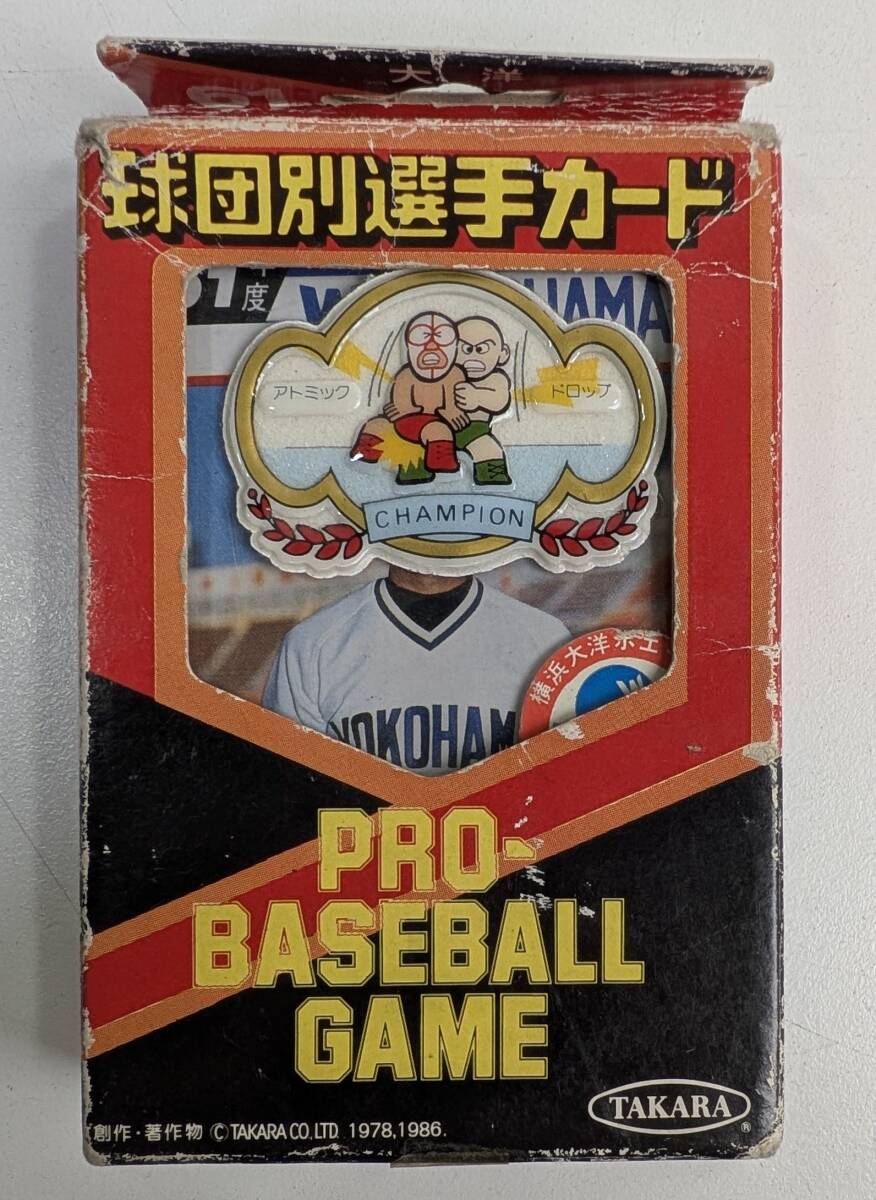 大洋
球団別選手カード
年度
アトミック
ドロップ
CHAMPION
横浜大洋ホエ
YOKOHAM
PRO-
BASEBALL
GAME
TAKARA
®
創作・著作物 ©TAKARA CO.LTD. 1978,1986.